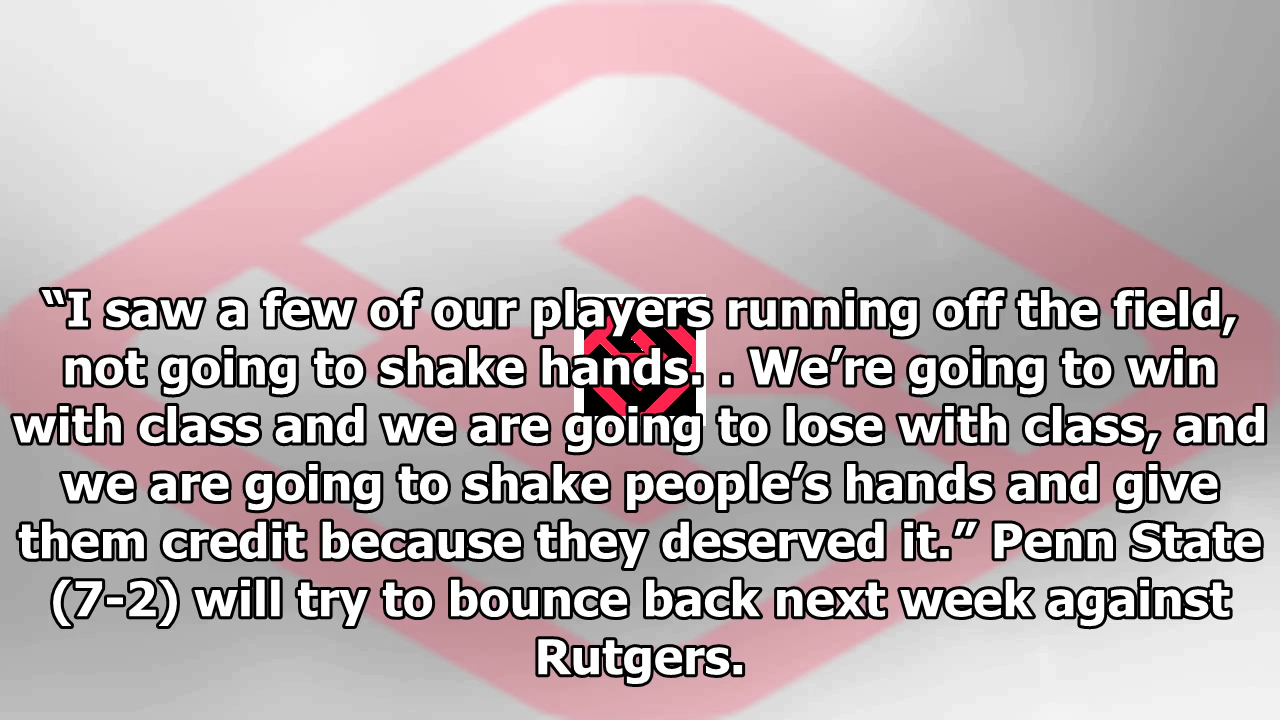 “I saw a few of our players running off the field,
not going to shake hands. . We’re going to win
with class and we are going to lose with class, and
we are going to shake people’s hands and give
them credit because they deserved it.” Penn State
(7-2) will try to bounce back next week against
Rutgers.